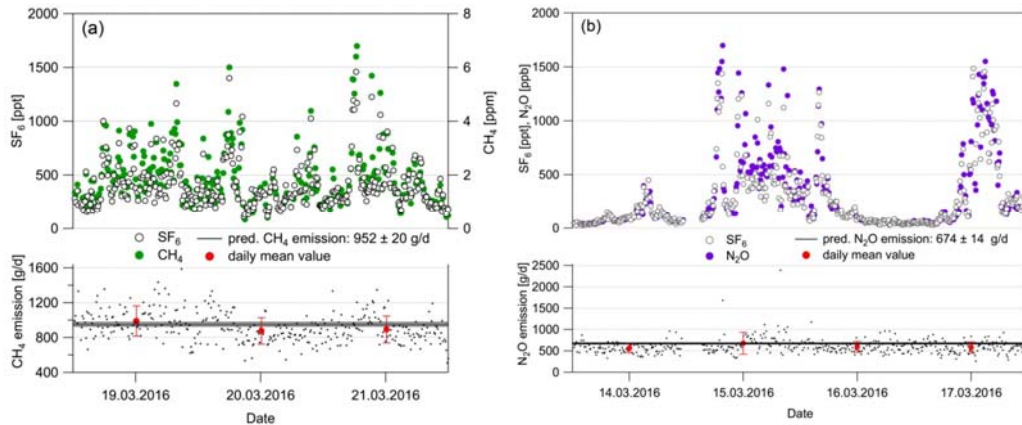 (a)
2000
1500
1000
500
0
SF6 [ppt]
8
6
4
2
0
CH4 [ppm]
SF6
CH4
pred. CH4 emission: 952 ± 20 g/d
daily mean value
1600
1400
1200
1000
800
600
400
CH4 emission [g/d]
19.03.2016 20.03.2016 21.03.2016
Date
(b)
2000
1500
1000
500
0
SF6 [ppt], N2O [ppb]
SF6
N2O
pred. N2O emission: 674 ± 14 g/d
daily mean value
2500
2000
1500
1000
500
0
N2O emission [g/d]
14.03.2016 15.03.2016 16.03.2016 17.03.2016
Date